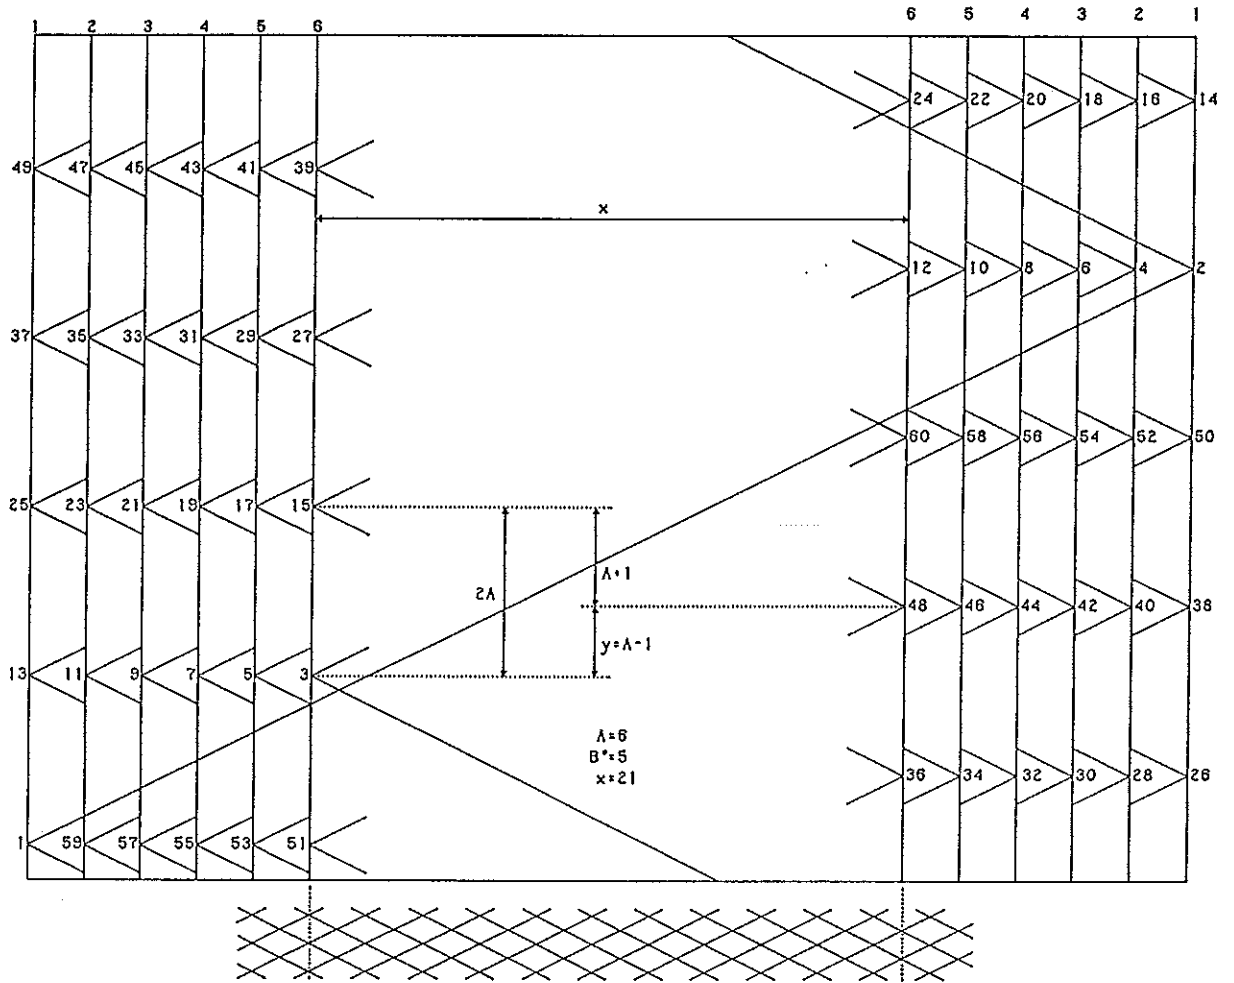 1 2 3 4 5 6
6 5 4 3 2 1
24 22 20 18 16 14
49 47 45 43 41 39
x
12 10 8 6 4 2
37 35 33 31 29 27
60 58 56 54 52 50
25 23 21 19 17 15
A+1
2A
48 46 44 42 40 38
y=A-1
13 11 9 7 5 3
A=6
B*=5
x=21
36 34 32 30 28 26
1 59 57 55 53 51